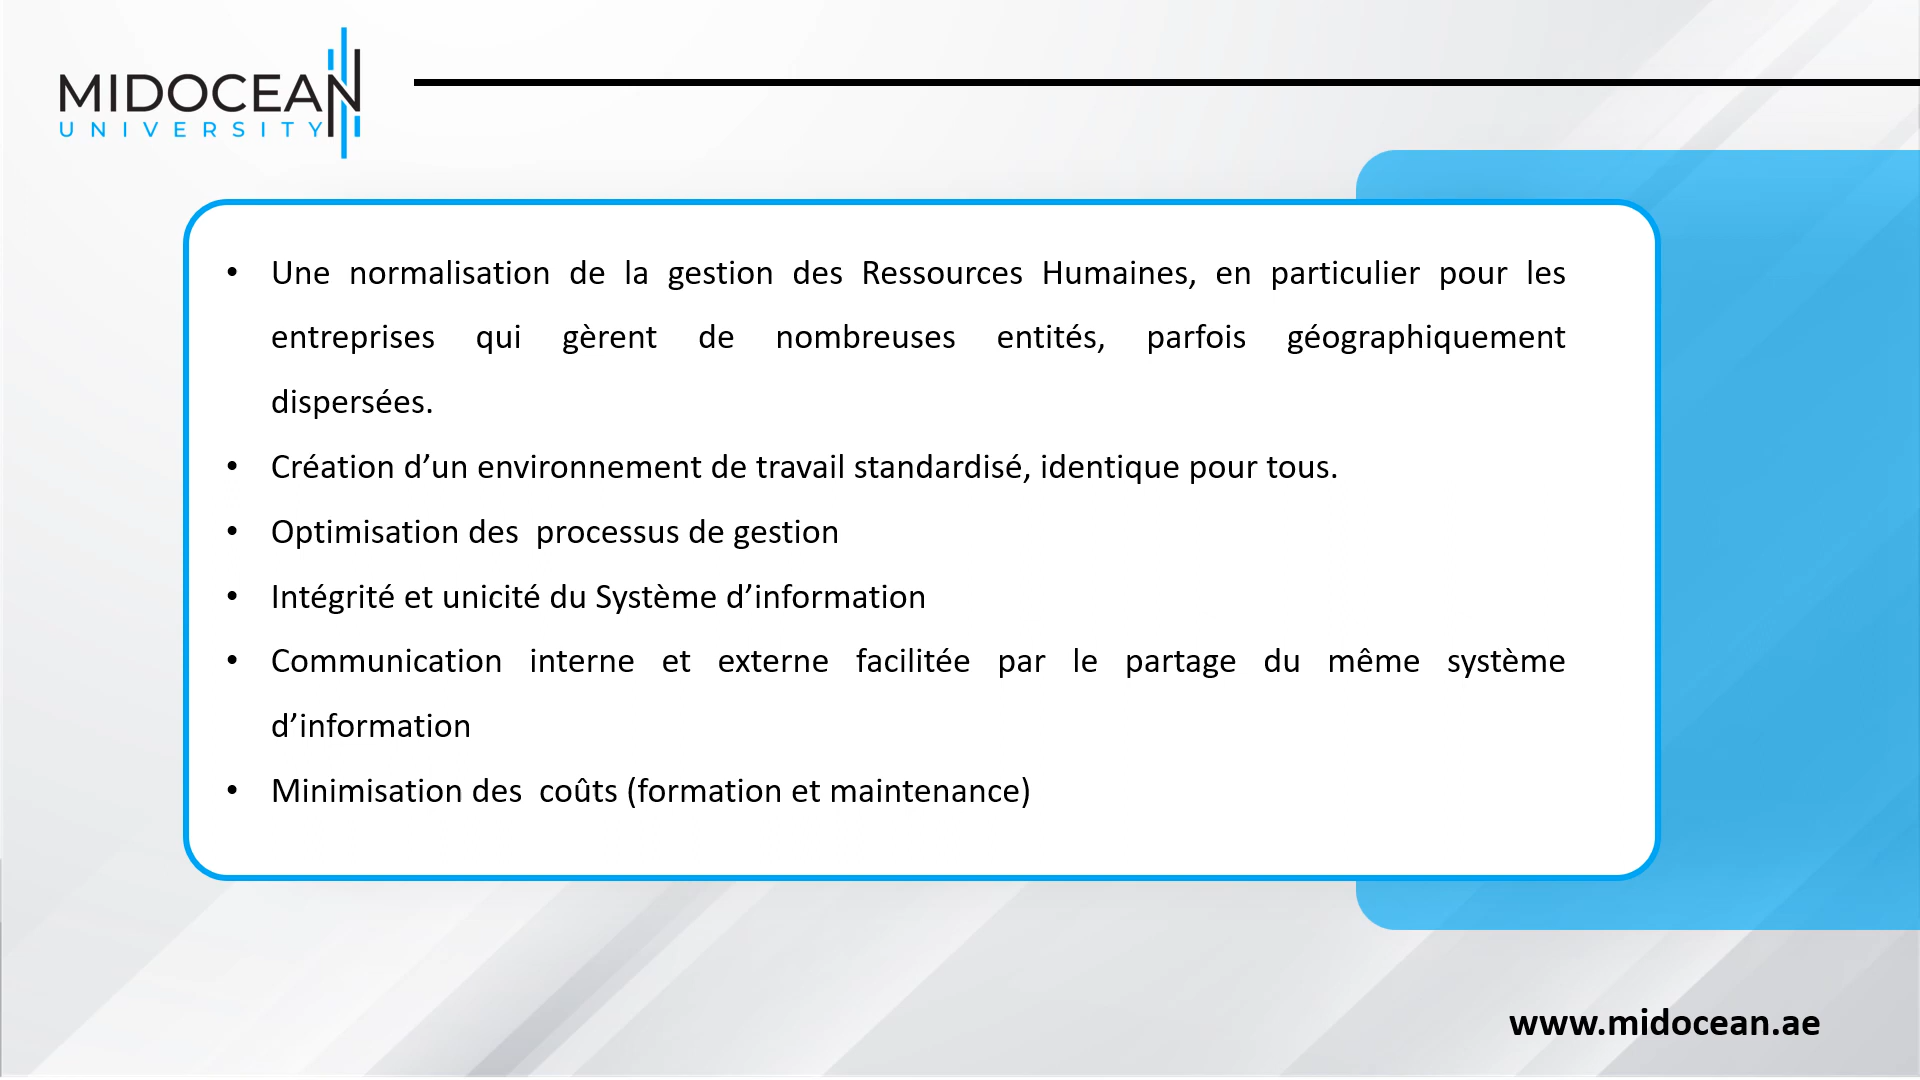 MIDOCEAN
UNIVERSITY
• Une normalisation de la gestion des Ressources Humaines, en particulier pour les
entreprises qui gèrent de nombreuses entités, parfois géographiquement
dispersées.
• Création d’un environnement de travail standardisé, identique pour tous.
• Optimisation des  processus de gestion
• Intégrité et unicité du Système d’information
• Communication interne et externe facilitée par le partage du même système
d’information
• Minimisation des  coûts (formation et maintenance)
www.midocean.ae